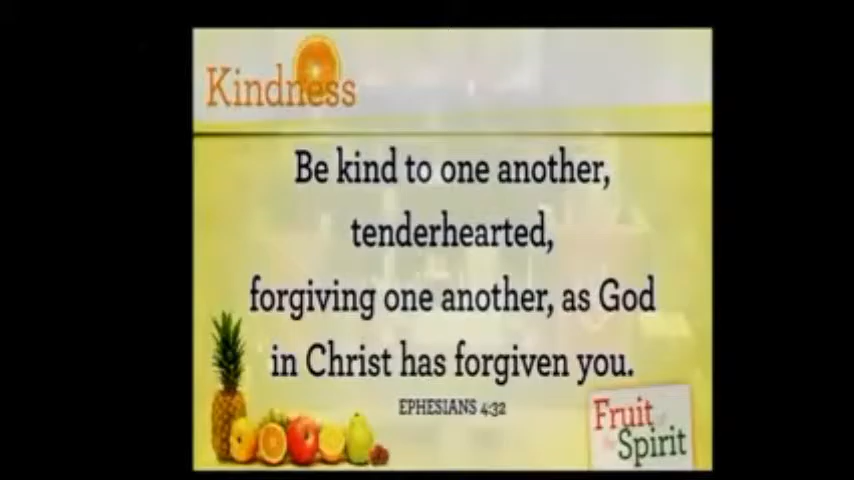 Kindness
Be kind to one another,
tenderhearted,
forgiving one another, as God
in Christ has forgiven you.
EPHESIANS 4:32
Fruit
the
Spirit